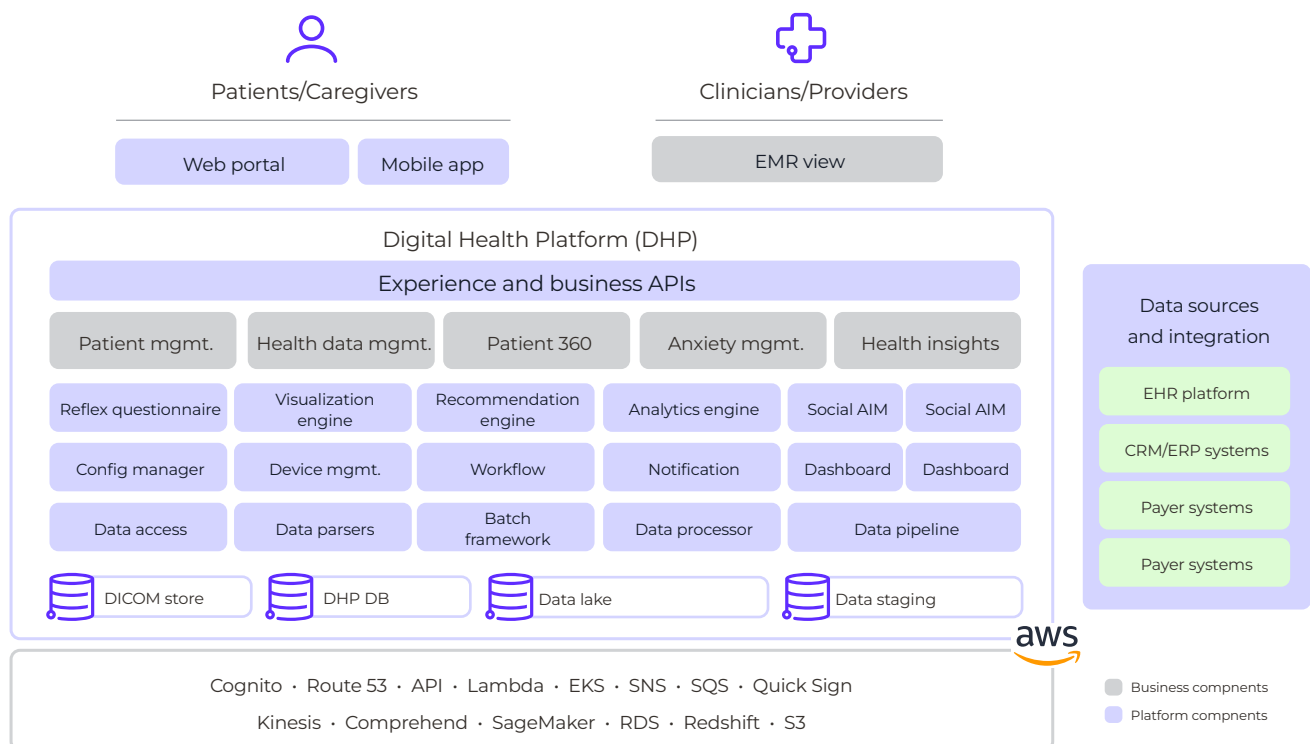 Patients/Caregivers
Clinicians/Providers
Web portal
Mobile app
EMR view
Digital Health Platform (DHP)
Experience and business APIs
Patient mgmt.
Health data mgmt.
Patient 360
Anxiety mgmt.
Health insights
Reflex questionnaire
Visualization
engine
Recommendation
engine
Analytics engine
Social AIM
Social AIM
Config manager
Device mgmt.
Workflow
Notification
Dashboard
Dashboard
Data access
Data parsers
Batch
framework
Data processor
Data pipeline
DICOM store
DHP DB
Data lake
Data staging
Data sources
and integration
EHR platform
CRM/ERP systems
Payer systems
Payer systems
aws
Cognito · Route 53 · API · Lambda · EKS · SNS · SQS · Quick Sign
Kinesis · Comprehend · SageMaker · RDS · Redshift · S3
Business compnents
Platform compnents